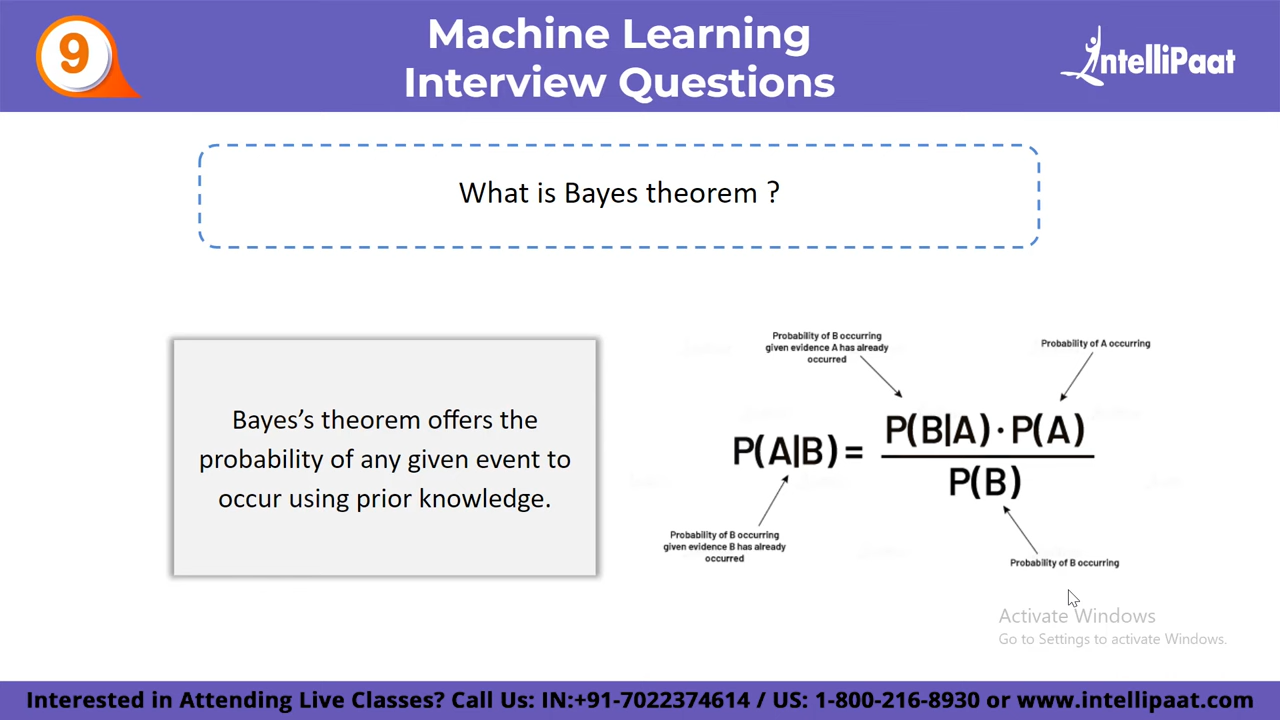 9
Machine Learning
Interview Questions
IntelliPaat
What is Bayes theorem ?
Bayes’s theorem offers the
probability of any given event to
occur using prior knowledge.
Probability of B occurring
given evidence A has already
occurred
Probability of A occurring
P(A|B) = P(B|A) · P(A)
P(B)
Probability of B occurring
given evidence B has already
occurred
Probability of B occurring
Activate Windows
Go to Settings to activate Windows.
Interested in Attending Live Classes? Call Us: IN:+91-7022374614 / US: 1-800-216-8930 or www.intellipaat.com